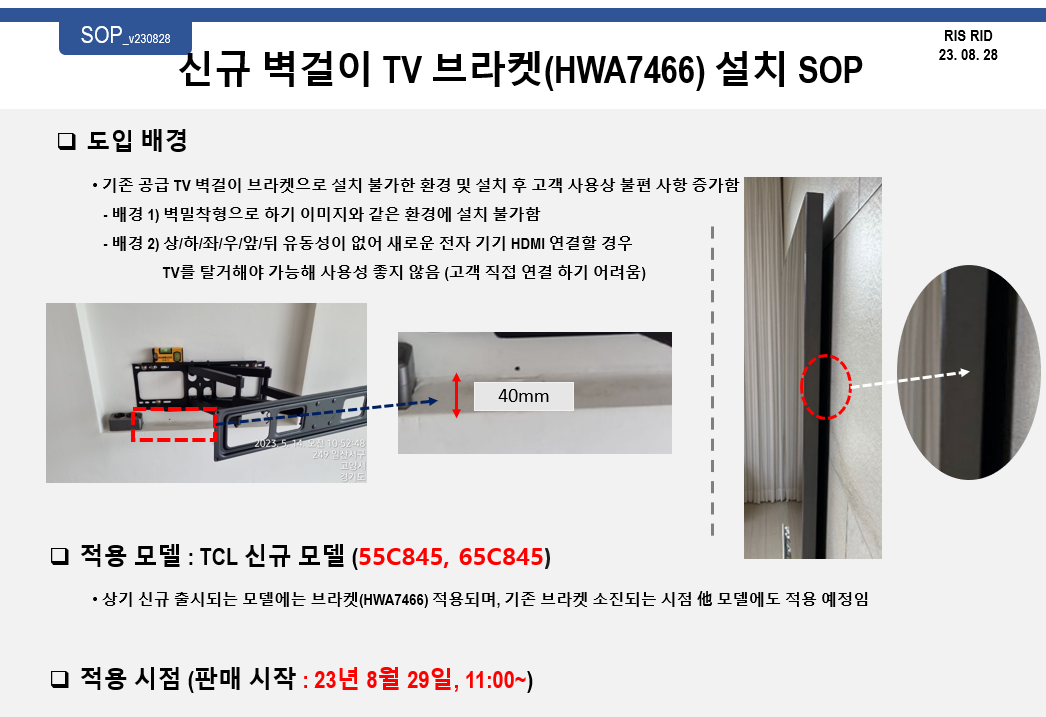 SOP_v230828
신규 벽걸이 TV 브라켓(HWA7466) 설치 SOP
RIS RID
23. 08. 28
❑ 도입 배경
• 기존 공급 TV 벽걸이 브라켓으로 설치 불가한 환경 및 설치 후 고객 사용상 불편 사항 증가함
- 배경 1) 벽밀착형으로 하기 이미지와 같은 환경에 설치 불가함
- 배경 2) 상/하/좌/우/앞/뒤 유동성이 없어 새로운 전자 기기 HDMI 연결할 경우
TV를 탈거해야 가능해 사용성 좋지 않음 (고객 직접 연결 하기 어려움)
2023. 5. 14. 오전 10:52:48
249 일산서구
고양시
경기도
40mm
❑ 적용 모델 : TCL 신규 모델 (55C845, 65C845)
• 상기 신규 출시되는 모델에는 브라켓(HWA7466) 적용되며, 기존 브라켓 소진되는 시점 他 모델에도 적용 예정임
❑ 적용 시점 (판매 시작 : 23년 8월 29일, 11:00~)